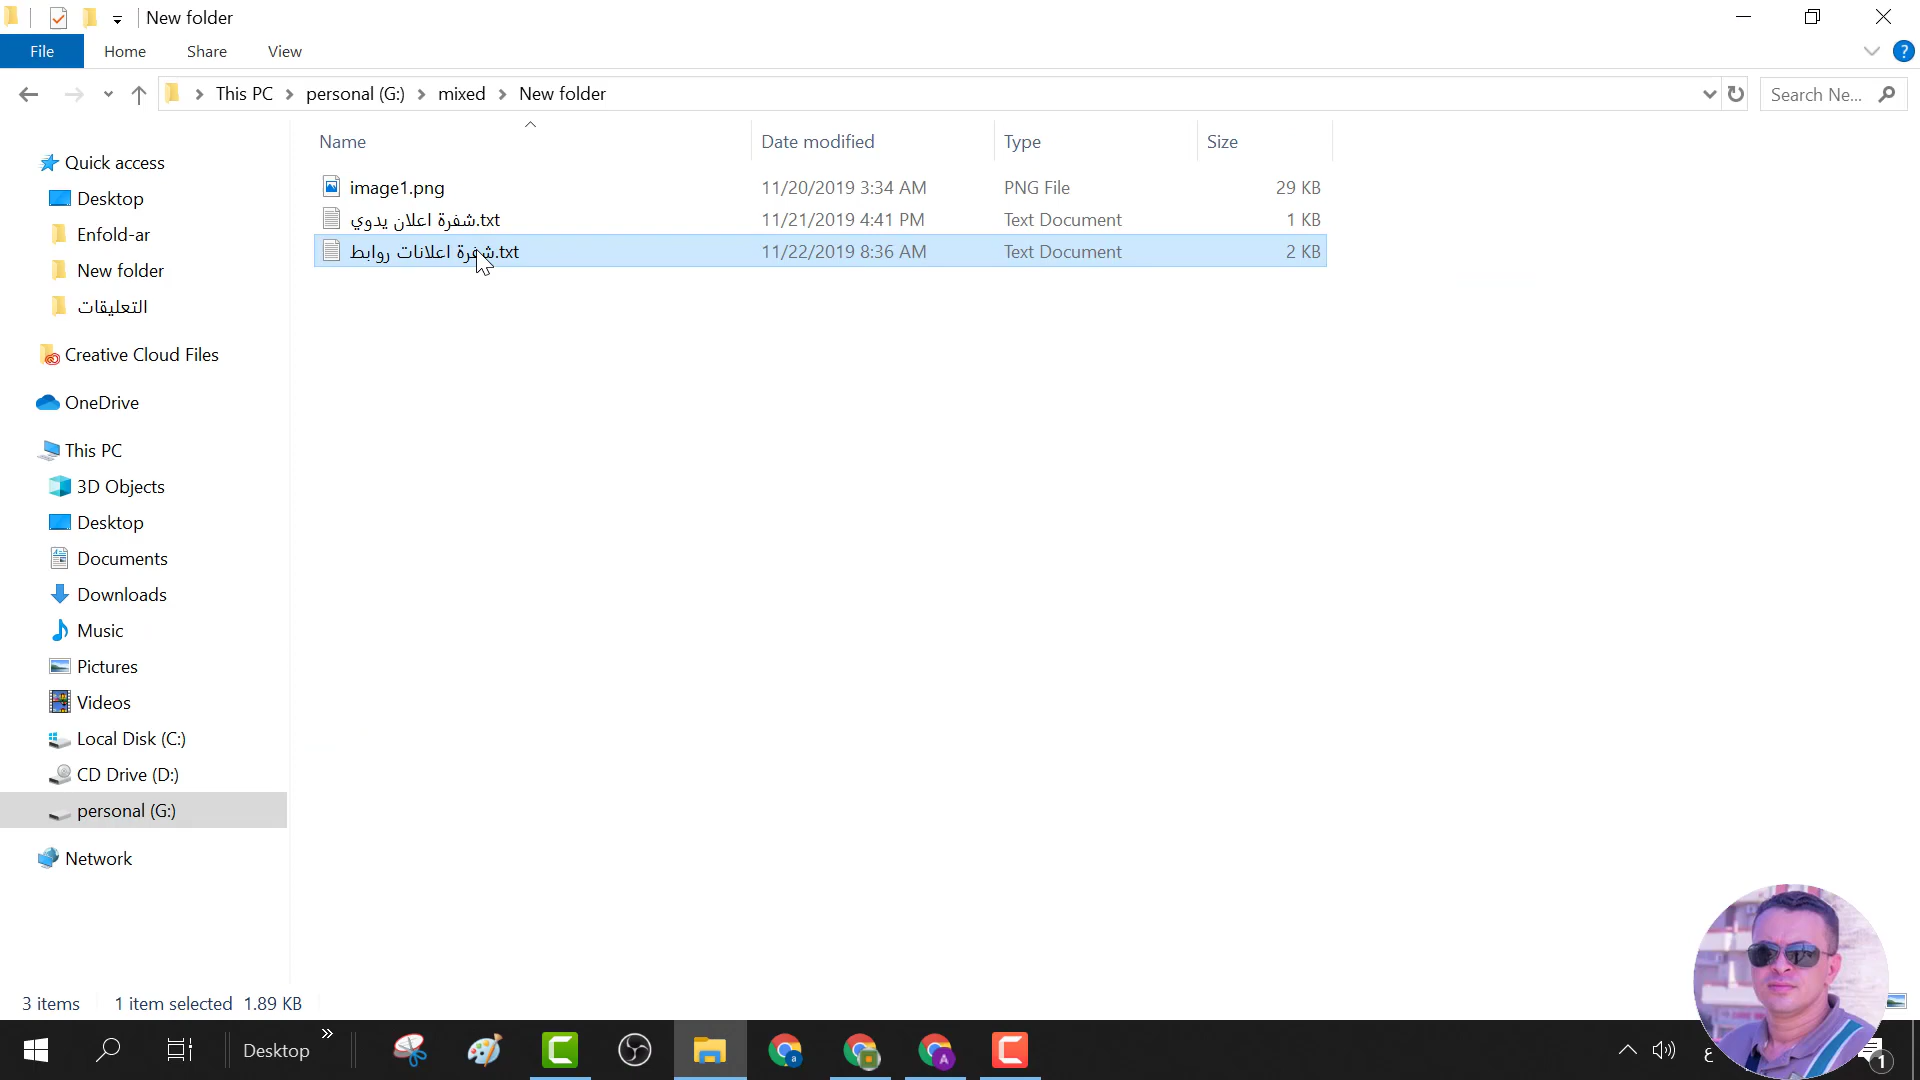 New folder
File Home Share View ?
This PC personal (G:) mixed New folder Search Ne...
Name Date modified Type Size
image1.png 11/20/2019 3:34 AM PNG File 29 KB
شفرة اعلان يدوي.txt 11/21/2019 4:41 PM Text Document 1 KB
شفرة اعلانات روابط.txt 11/22/2019 8:36 AM Text Document 2 KB
Quick access
Desktop
Enfold-ar
New folder
التعليقات
Creative Cloud Files
OneDrive
This PC
3D Objects
Desktop
Documents
Downloads
Music
Pictures
Videos
Local Disk (C:)
CD Drive (D:)
personal (G:)
Network
3 items 1 item selected 1.89 KB
Desktop » a A ع 1